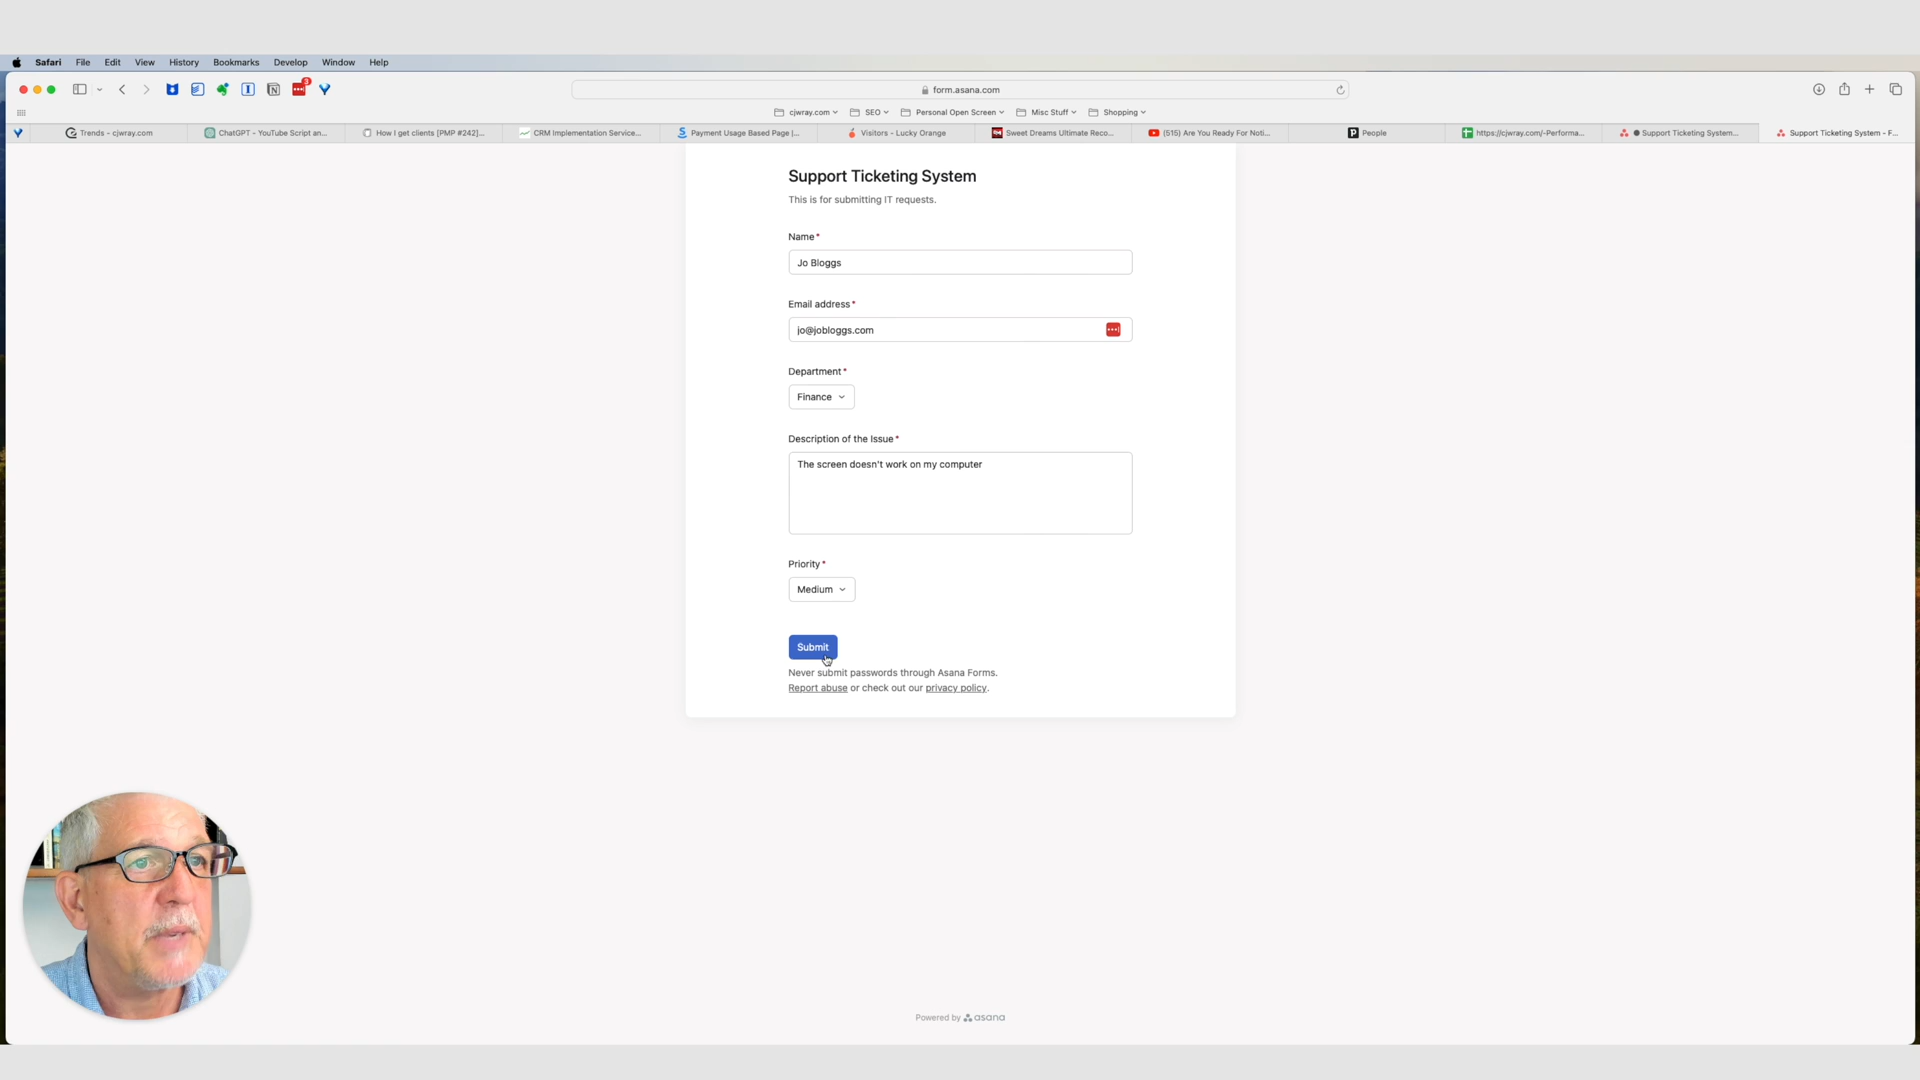 Safari File Edit View History Bookmarks Develop Window Help
3
form.asana.com
cjwray.com SEO Personal Open Screen Misc Stuff Shopping
Trends - cjwray.com ChatGPT - YouTube Script an... How I get clients [PMP #242]... CRM Implementation Service... Payment Usage Based Page |... Visitors - Lucky Orange Sweet Dreams Ultimate Reco... (515) Are You Ready For Noti... People https://cjwray.com/-Performa... Support Ticketing System... Support Ticketing System - F...
Support Ticketing System
This is for submitting IT requests.
Name*
Jo Bloggs
Email address*
jo@jobloggs.com
Department*
Finance
Description of the Issue*
The screen doesn't work on my computer
Priority*
Medium
Submit
Never submit passwords through Asana Forms.
Report abuse or check out our privacy policy.
Powered by asana